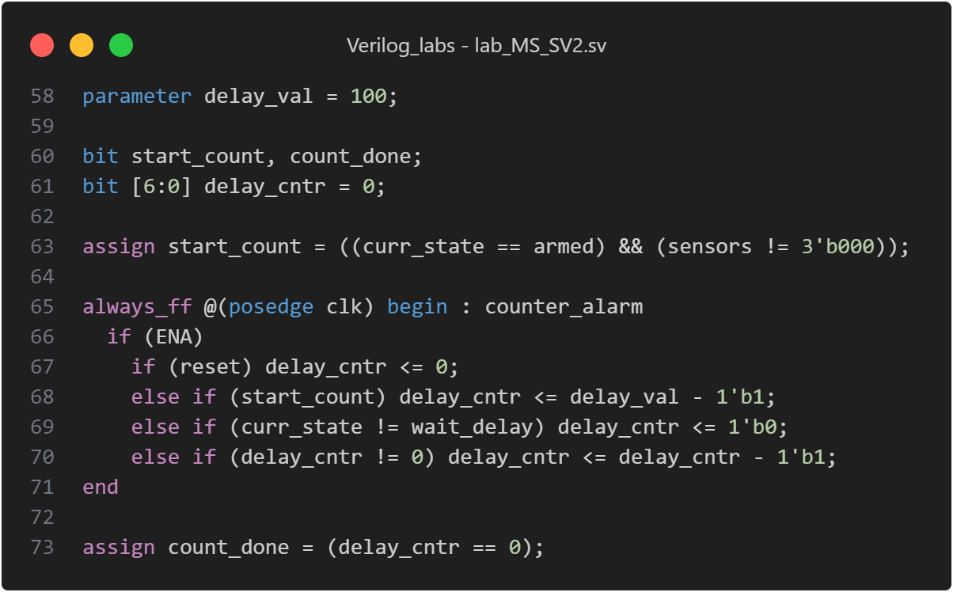 Verilog_labs - lab_MS_SV2.sv
58 parameter delay_val = 100;
59
60 bit start_count, count_done;
61 bit [6:0] delay_cntr = 0;
62
63 assign start_count = ((curr_state == armed) && (sensors != 3'b000));
64
65 always_ff @(posedge clk) begin : counter_alarm
66   if (ENA)
67     if (reset) delay_cntr <= 0;
68     else if (start_count) delay_cntr <= delay_val - 1'b1;
69     else if (curr_state != wait_delay) delay_cntr <= 1'b0;
70     else if (delay_cntr != 0) delay_cntr <= delay_cntr - 1'b1;
71 end
72
73 assign count_done = (delay_cntr == 0);